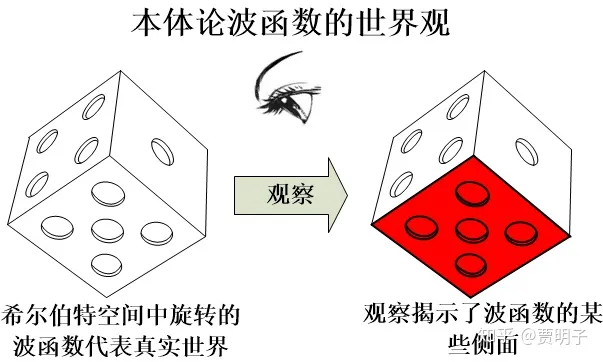 本体论波函数的世界观
观察
希尔伯特空间中旋转的
波函数代表真实世界
观察揭示了波函数的某
些侧面
知乎 @贾明子